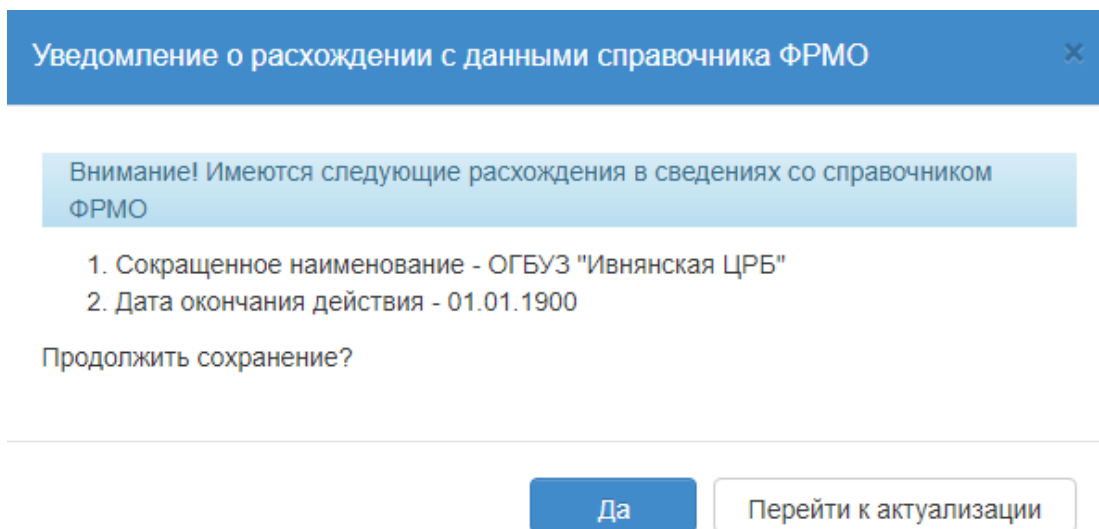 Уведомление о расхождении с данными справочника ФРМО ×
Внимание! Имеются следующие расхождения в сведениях со справочником
ФРМО
1. Сокращенное наименование - ОГБУЗ "Ивнянская ЦРБ"
2. Дата окончания действия - 01.01.1900
Продолжить сохранение?
Да Перейти к актуализации